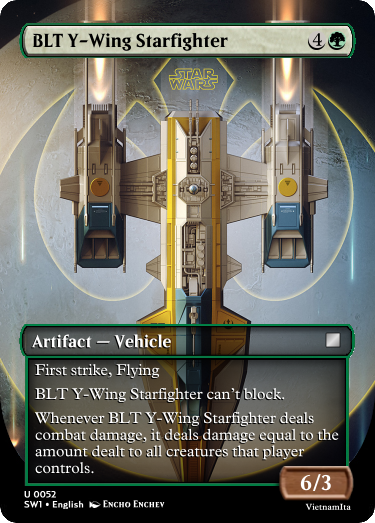 BLT Y-Wing Starfighter 4
STAR
WARS
Artifact — Vehicle
First strike, Flying
BLT Y-Wing Starfighter can't block.
Whenever BLT Y-Wing Starfighter deals
combat damage, it deals damage equal to the
amount dealt to all creatures that player
controls.
6/3
U 0052
SW1 • English Encho Enchev
VietnamIta